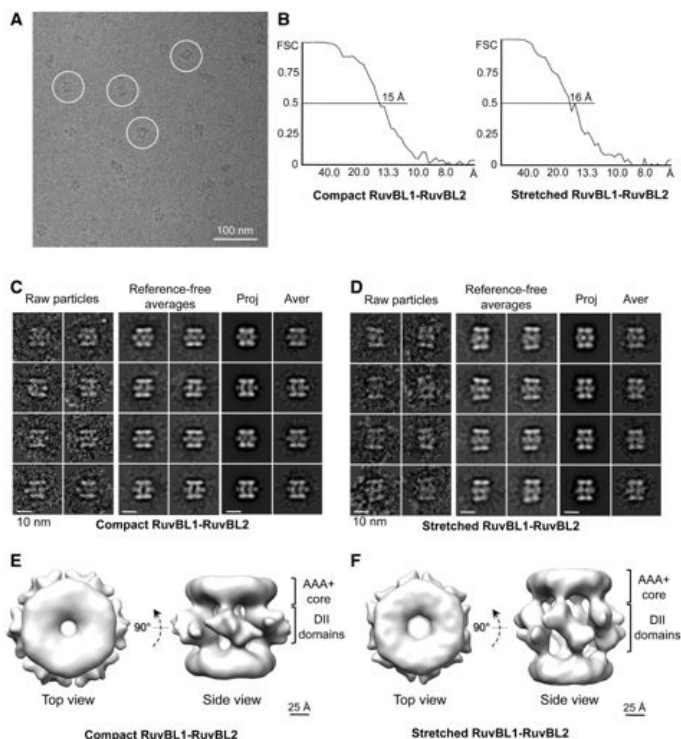 A
100 nm
B
FSC
0.75
0.5
0.25
0
15 Å
40.0 20.0 13.3 10.0 8.0 Å
Compact RuvBL1-RuvBL2
FSC
0.75
0.5
0.25
0
16 Å
40.0 20.0 13.3 10.0 8.0 Å
Stretched RuvBL1-RuvBL2
C
Raw particles
Reference-free
averages
Proj
Aver
10 nm
Compact RuvBL1-RuvBL2
D
Raw particles
Reference-free
averages
Proj
Aver
10 nm
Stretched RuvBL1-RuvBL2
E
90°
AAA+
core
DII
domains
Top view
Side view
25 Å
Compact RuvBL1-RuvBL2
F
90°
AAA+
core
DII
domains
Top view
Side view
25 Å
Stretched RuvBL1-RuvBL2